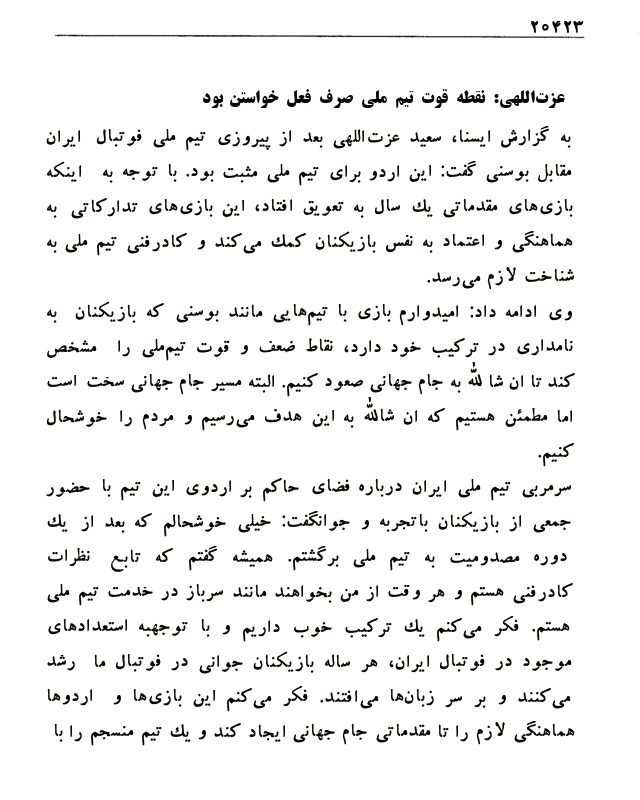 ۲۰۴۲۳
عزت‌اللهی: نقطه قوت تیم ملی صرف فعل خواستن بود
به گزارش ایسنا، سعید عزت‌اللهی بعد از پیروزی تیم ملی فوتبال ایران
مقابل بوسنی گفت: این اردو برای تیم ملی مثبت بود. با توجه به اینکه
بازی‌های مقدماتی یك سال به تعویق افتاد، این بازی‌های تدارکاتی به
هماهنگی و اعتماد به نفس بازیکنان کمك می‌کند و کادرفنی تیم ملی به
شناخت لازم می‌رسد.
وی ادامه داد: امیدوارم بازی با تیم‌هایی مانند بوسنی که بازیکنان به
نامداری در ترکیب خود دارد، نقاط ضعف و قوت تیم‌ملی را مشخص
کند تا ان شا لله به جام جهانی صعود کنیم. البته مسیر جام جهانی سخت است
اما مطمئن هستیم که ان شالله به این هدف می‌رسیم و مردم را خوشحال
کنیم.
سرمربی تیم ملی ایران درباره فضای حاکم بر اردوی این تیم با حضور
جمعی از بازیکنان باتجربه و جوانگفت: خیلی خوشحالم که بعد از یك
دوره مصدومیت به تیم ملی برگشتم. همیشه گفتم که تابع نظرات
کادرفنی هستم و هر وقت از من بخواهند مانند سرباز در خدمت تیم ملی
هستم. فکر می‌کنم یك ترکیب خوب داریم و با توجهبه استعدادهای
موجود در فوتبال ایران، هر ساله بازیکنان جوانی در فوتبال ما رشد
می‌کنند و بر سر زبان‌ها می‌افتند. فکر می‌کنم این بازی‌ها و اردوها
هماهنگی لازم را تا مقدماتی جام جهانی ایجاد کند و یك تیم منسجم را با